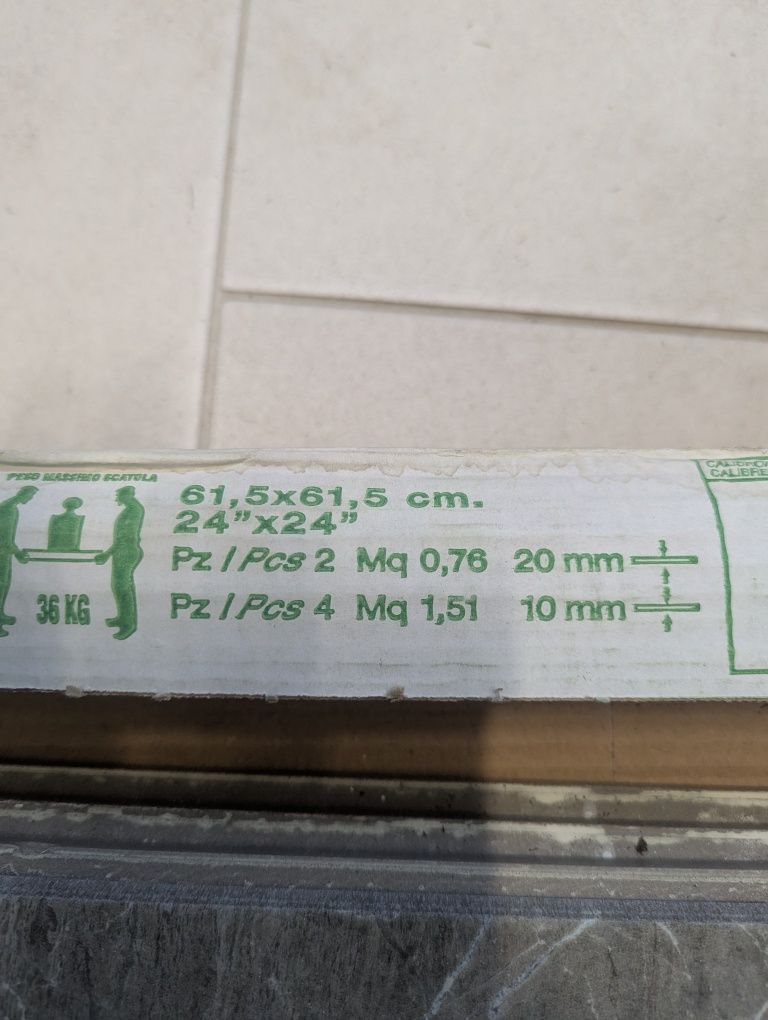 PESO MASSIMO SCATOLA
36 KG
61,5x61,5 cm.
24”x24”
Pz / Pcs 2 Mq 0,76 20 mm
Pz / Pcs 4 Mq 1,51 10 mm
CALIBRE